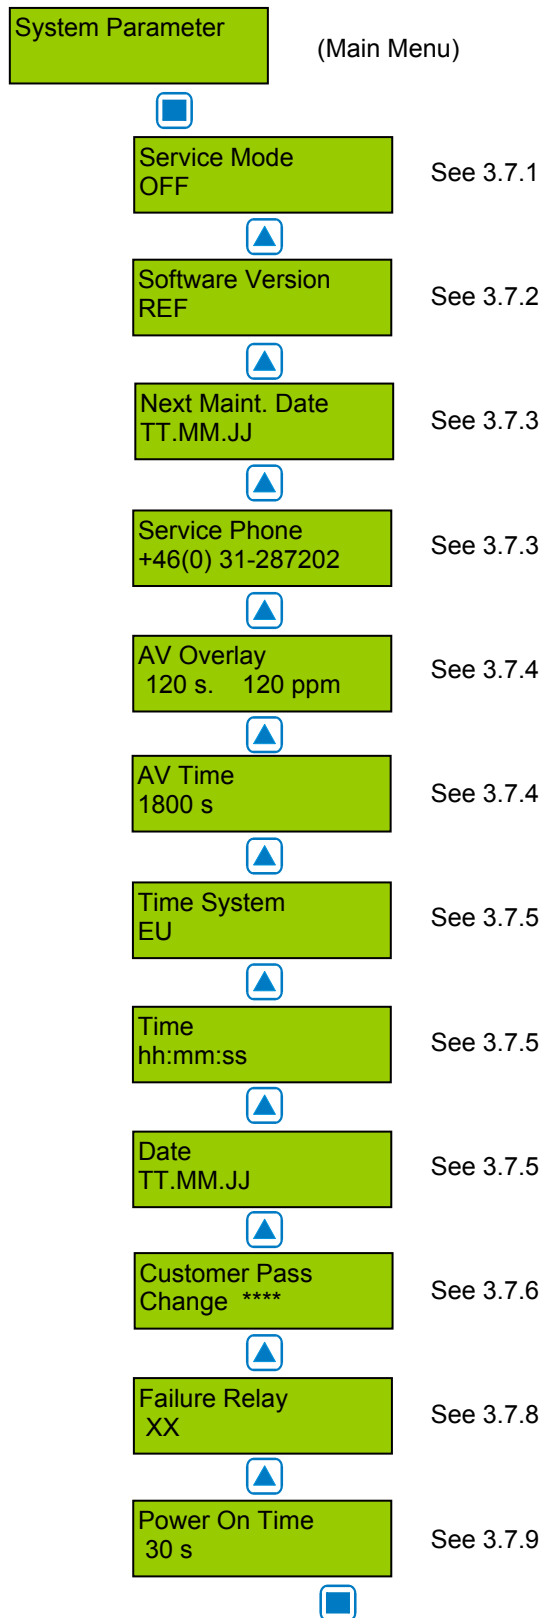 System Parameter
(Main Menu)
Service Mode
OFF
See 3.7.1
Software Version
REF
See 3.7.2
Next Maint. Date
TT.MM.JJ
See 3.7.3
Service Phone
+46(0) 31-287202
See 3.7.3
AV Overlay
120 s. 120 ppm
See 3.7.4
AV Time
1800 s
See 3.7.4
Time System
EU
See 3.7.5
Time
hh:mm:ss
See 3.7.5
Date
TT.MM.JJ
See 3.7.5
Customer Pass
Change ****
See 3.7.6
Failure Relay
XX
See 3.7.8
Power On Time
30 s
See 3.7.9